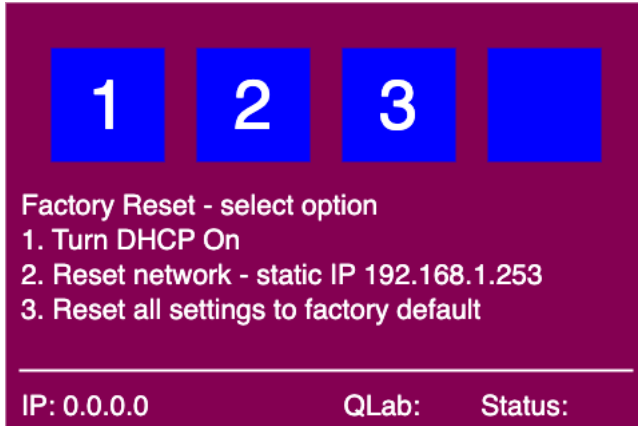 1 2 3
Factory Reset - select option
1. Turn DHCP On
2. Reset network - static IP 192.168.1.253
3. Reset all settings to factory default
IP: 0.0.0.0 QLab: Status: